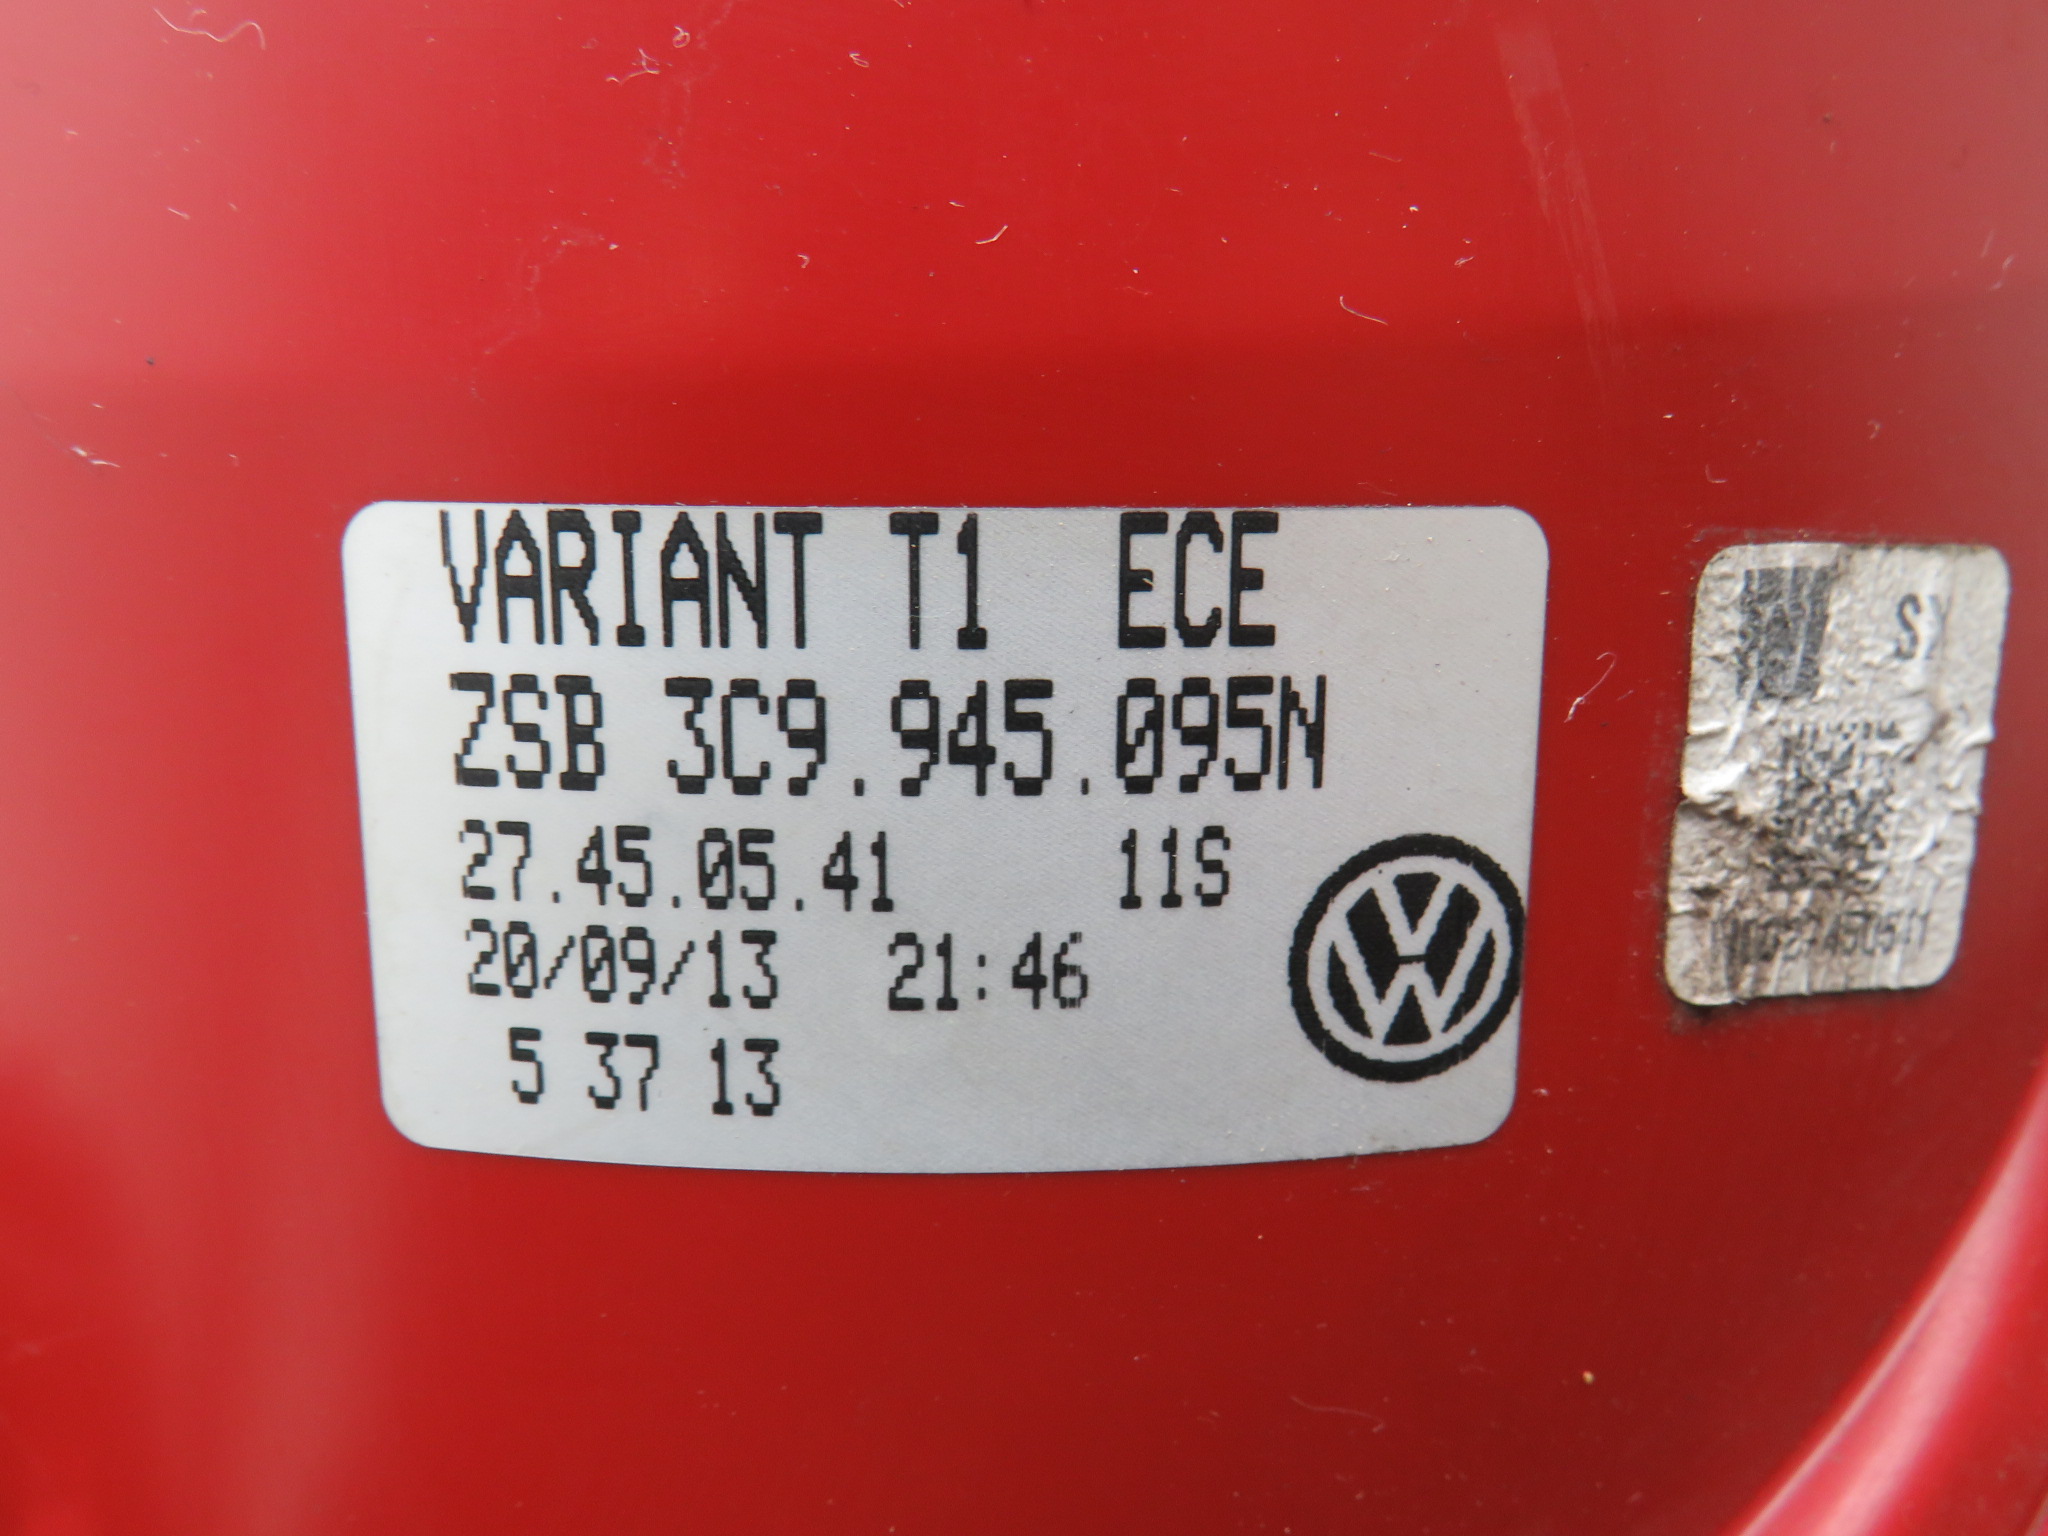 VARIANT T1 ECE
ZSB 3C9.945.095N
27.45.05.41 11S
20/09/13 21:46
5 37 13